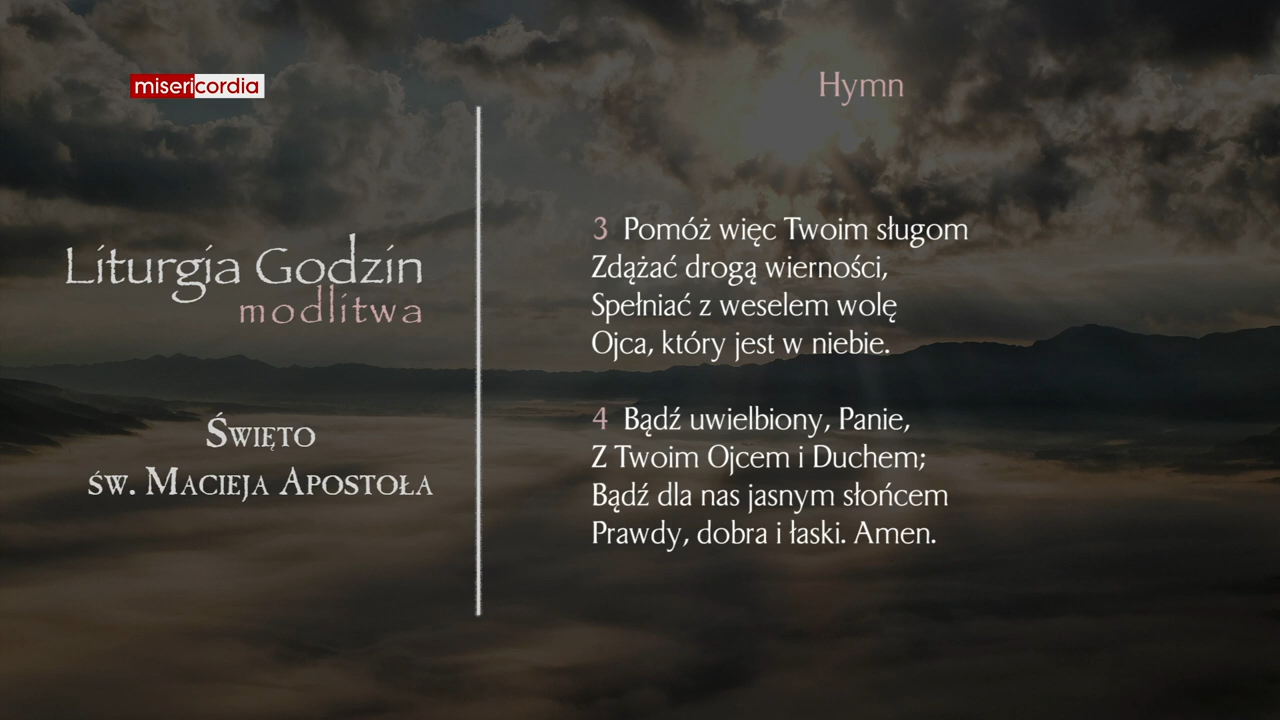 misericordia
Liturgia Godzin
modlitwa
Święto
św. Macieja Apostoła
Hymn
3 Pomóż więc Twoim sługom
Zdążać drogą wierności,
Spełniać z weselem wolę
Ojca, który jest w niebie.
4 Bądź uwielbiony, Panie,
Z Twoim Ojcem i Duchem;
Bądź dla nas jasnym słońcem
Prawdy, dobra i łaski. Amen.